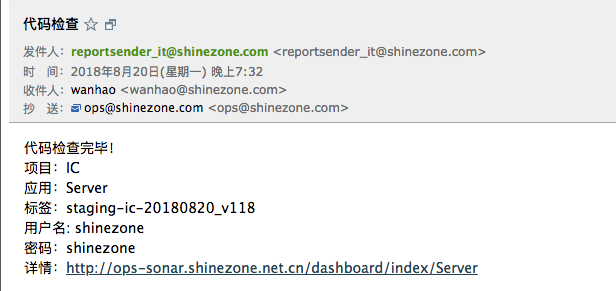 代码检查
发件人：reportsender_it@shinezone.com <reportsender_it@shinezone.com>
时　间：2018年8月20日(星期一) 晚上7:32
收件人：wanhao <wanhao@shinezone.com>
抄　送：ops@shinezone.com <ops@shinezone.com>
代码检查完毕!
项目：IC
应用：Server
标签：staging-ic-20180820_v118
用户名: shinezone
密码：shinezone
详情：http://ops-sonar.shinezone.net.cn/dashboard/index/Server